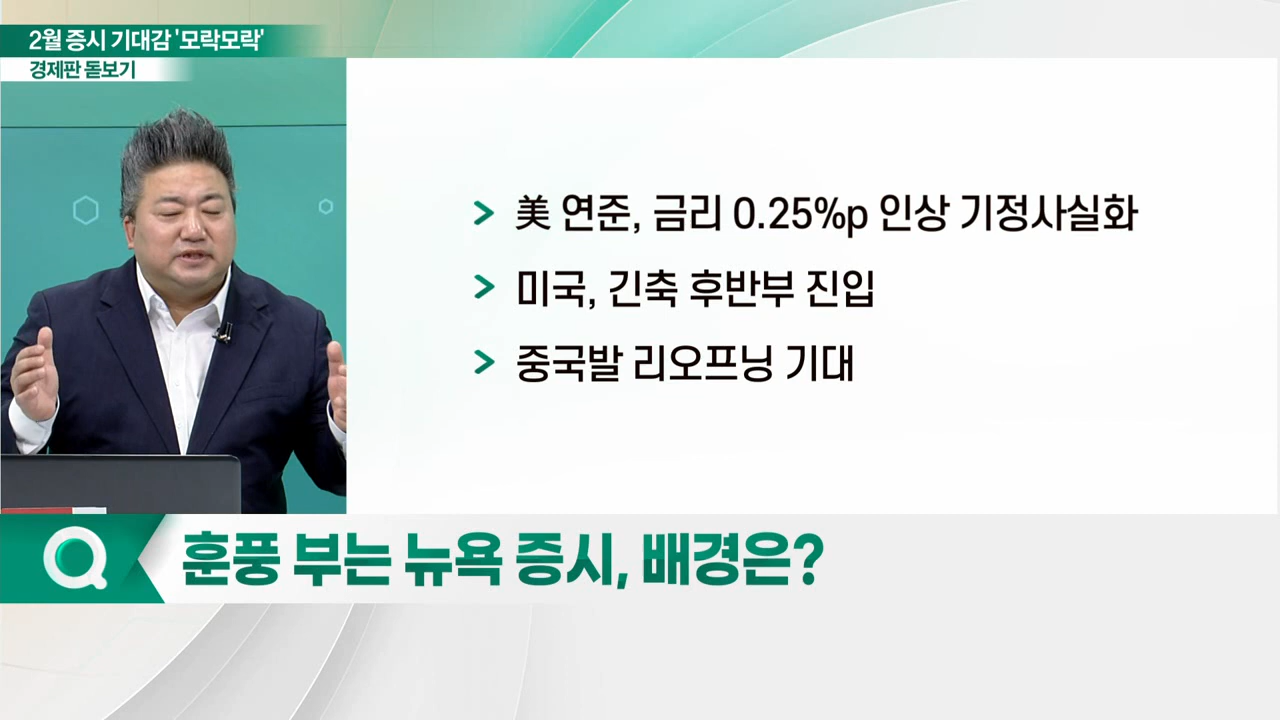 2월 증시 기대감 '모락모락'
경제판 돋보기
> 美 연준, 금리 0.25%p 인상 기정사실화
> 미국, 긴축 후반부 진입
> 중국발 리오프닝 기대
Q 훈풍 부는 뉴욕 증시, 배경은?